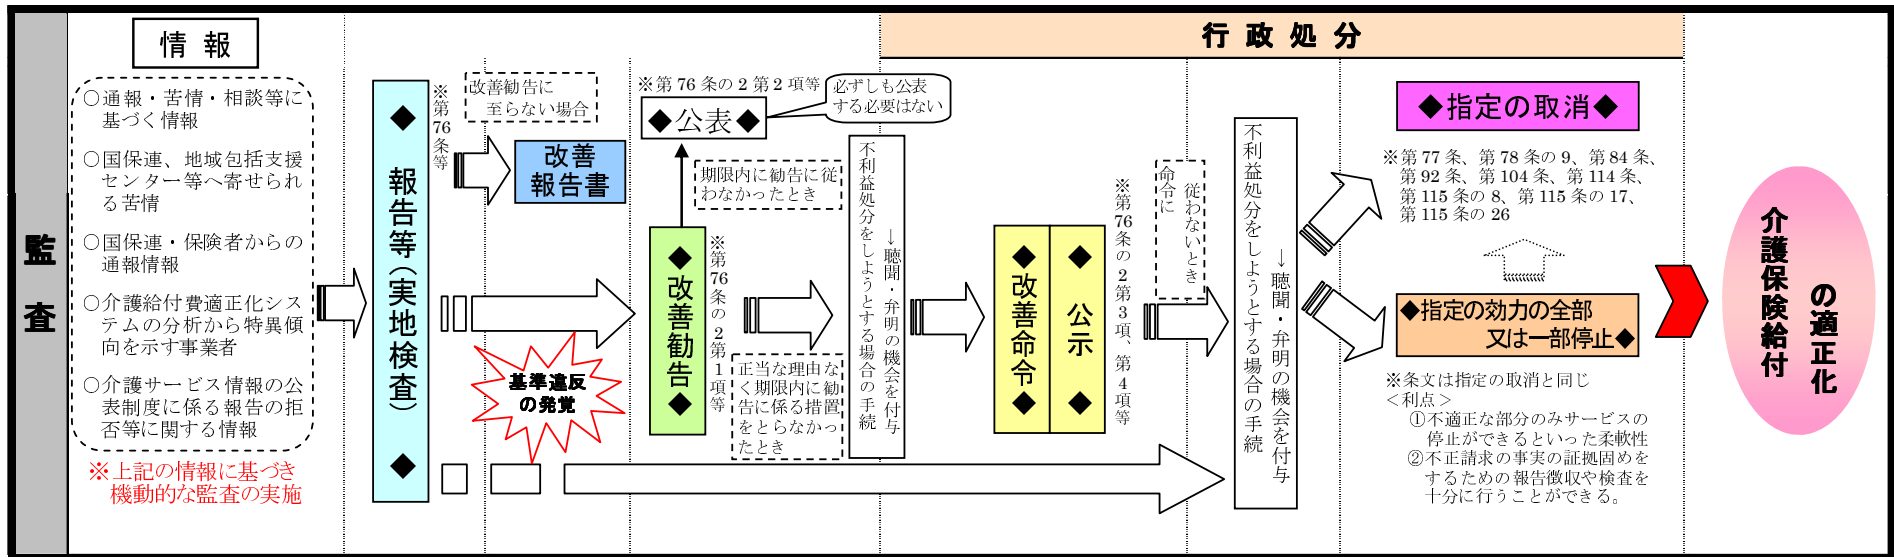 監査
情報
○通報・苦情・相談等に
基づく情報
○国保連、地域包括支援
センター等へ寄せられ
る苦情
○国保連・保険者からの
通報情報
○介護給付費適正化シス
テムの分析から特異傾
向を示す事業者
○介護サービス情報の公
表制度に係る報告の拒
否等に関する情報
※上記の情報に基づき
機動的な監査の実施
◆報告等（実地検査）◆
※第76条等
改善勧告に
至らない場合
改善
報告書
基準違反
の発覚
※第76条の2第2項等
◆公表◆
必ずしも公表
する必要はない
期限内に勧告に従
わなかったとき
◆改善勧告◆
※第76条の2第1項等
正当な理由な
く期限内に勧
告に係る措置
をとらなかっ
たとき
不利益処分をしようとする場合の手続
→聴聞・弁明の機会を付与
行政処分
◆改善命令◆
◆公示◆
※第76条の2第3項、第4項等
命令に
従わないとき
不利益処分をしようとする場合の手続
→聴聞・弁明の機会を付与
◆指定の取消◆
※第77条、第78条の9、第84条、
第92条、第104条、第114条、
第115条の8、第115条の17、
第115条の26
◆指定の効力の全部
又は一部停止◆
※条文は指定の取消と同じ
＜利点＞
①不適正な部分のみサービスの
停止ができるといった柔軟性
②不正請求の事実の証拠固めを
するための報告徴収や検査を
十分に行うことができる。
介護保険給付
の適正化